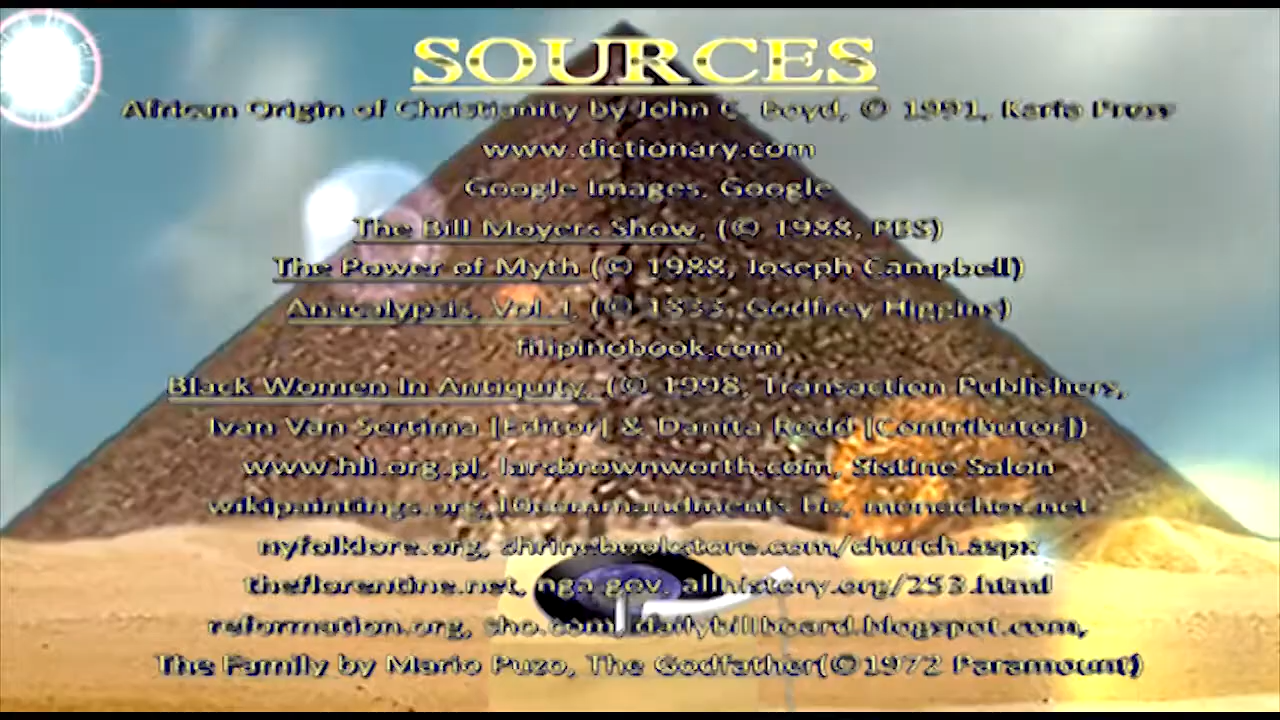 SOURCES
African Origin of Christianity by John C. Boyd, © 1991, Karia Press
www.dictionary.com
Google Images, Google
The Bill Moyers Show, (© 1988, PBS)
The Power of Myth (© 1988, Joseph Campbell)
Anacalypsis, Vol.1, (© 1833, Godfrey Higgins)
filipinobook.com
Black Women In Antiquity, (© 1998, Transaction Publishers,
Ivan Van Sertima [Editor] & Danita Redd [Contributor])
www.hli.org.pl, larsbrownworth.com, Sistine Salon
wikipaintings.org, 10commandments.biz, monachos.net
nyfolklore.org, shrinebookstore.com/church.aspx
theflorentine.net, nga.gov, allhistory.org/253.html
reformation.org, sho.com, dailybillboard.blogspot.com,
The Family by Mario Puzo, The Godfather(©1972 Paramount)